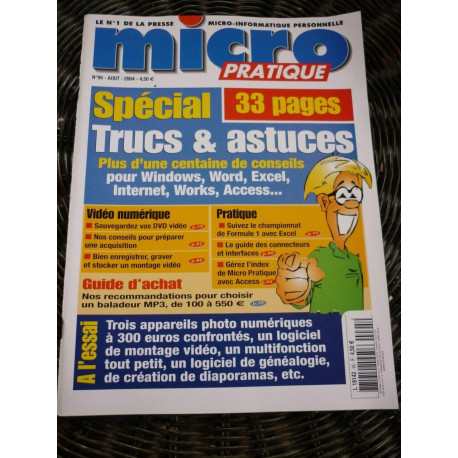 LE N°1 DE LA PRESSE MICRO-INFORMATIQUE PERSONNELLE
micro
PRATIQUE
Spécial 33 pages
Trucs & astuces
Plus d'une centaine de conseils
pour Windows, Word, Excel,
Internet, Works, Access...
Vidéo numérique
Sauvegardez vos DVD vidéo
Nos conseils pour préparer
une acquisition
Bien enregistrer, graver
et stocker un montage vidéo
Pratique
Suivez le championnat
de Formule 1 avec Excel
Le guide des connecteurs
et interfaces
Gérez l'index
de Micro Pratique
avec Access
Guide d'achat
Nos recommandations pour choisir
un baladeur MP3, de 100 à 550 €
A l'essai
Trois appareils photo numériques
à 300 euros confrontés, un logiciel
de montage vidéo, un multifonction
tout petit, un logiciel de généalogie,
de création de diaporamas, etc.